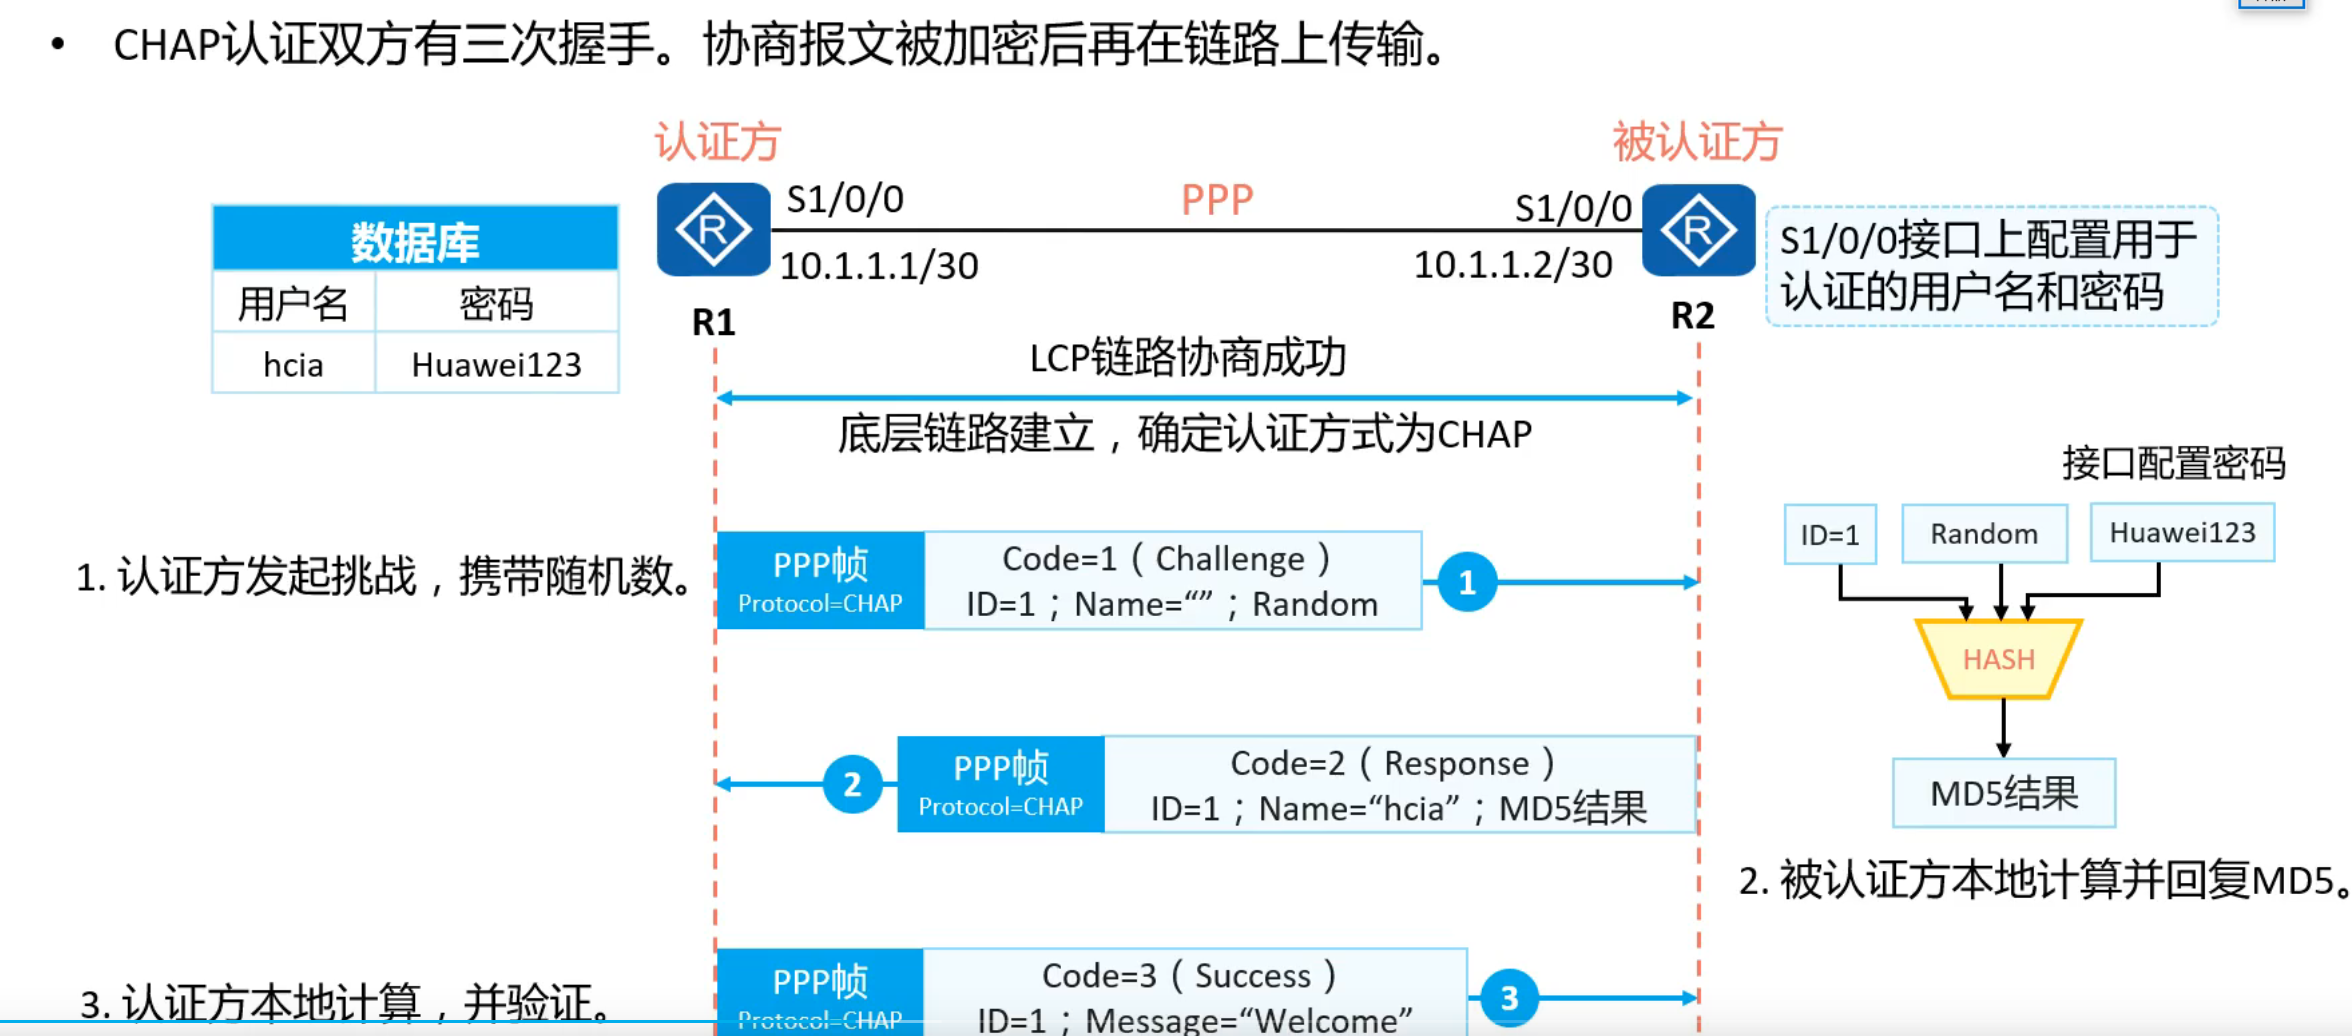 • CHAP认证双方有三次握手。协商报文被加密后再在链路上传输。
认证方
被认证方
数据库
用户名 密码
hcia Huawei123
R
S1/0/0
10.1.1.1/30
R1
PPP
S1/0/0
10.1.1.2/30
R
R2
S1/0/0接口上配置用于
认证的用户名和密码
LCP链路协商成功
底层链路建立，确定认证方式为CHAP
1. 认证方发起挑战，携带随机数。
PPP帧
Protocol=CHAP
Code=1（Challenge）
ID=1；Name=“”；Random
1
接口配置密码
ID=1
Random
Huawei123
HASH
MD5结果
2
PPP帧
Protocol=CHAP
Code=2（Response）
ID=1；Name=“hcia”；MD5结果
2. 被认证方本地计算并回复MD5。
3. 认证方本地计算，并验证。
PPP帧
Protocol=CHAP
Code=3（Success）
ID=1；Message=“Welcome”
3